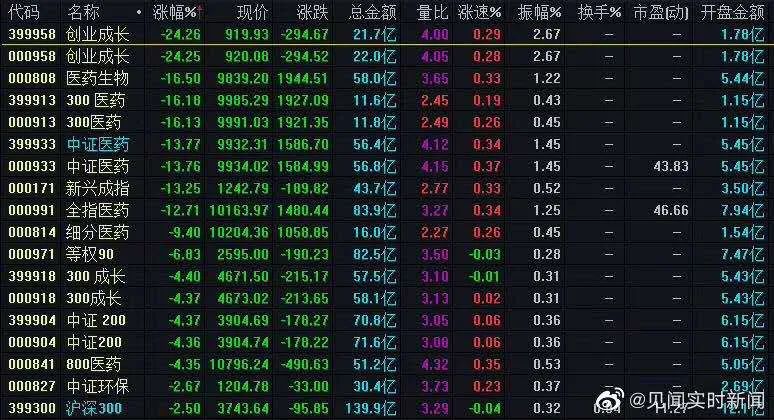 代码 名称 • 涨幅%↑ 现价 涨跌 总金额 量比 涨速% 振幅% 换手% 市盈(动) 开盘金额
399958 创业成长 -24.26 919.93 -294.67 21.7亿 4.00 0.29 2.67 — — 1.78亿
000958 创业成长 -24.25 920.08 -294.52 22.0亿 4.05 0.28 2.67 — — 1.78亿
000808 医药生物 -16.50 9839.20 1944.51 58.0亿 3.65 0.33 1.22 — — 5.44亿
399913 300 医药 -16.18 9985.29 1927.09 11.6亿 2.45 0.19 0.43 — — 1.15亿
000913 300医药 -16.13 9991.03 1921.35 11.8亿 2.49 0.26 0.45 — — 1.15亿
399933 中证医药 -13.77 9932.31 1586.70 56.4亿 4.12 0.34 1.45 — — 5.45亿
000933 中证医药 -13.76 9934.02 1584.99 56.8亿 4.15 0.37 1.45 — 43.83 5.45亿
000171 新兴成指 -13.25 1242.79 -189.82 43.7亿 2.77 0.33 0.52 — — 3.50亿
000991 全指医药 -12.71 10163.97 1480.44 83.9亿 3.27 0.34 1.25 — 46.66 7.94亿
000814 细分医药 -9.40 10204.36 1058.85 16.0亿 2.27 0.26 0.45 — — 1.54亿
000971 等权90 -6.83 2595.00 -190.23 82.5亿 3.50 -0.03 0.28 — — 7.47亿
399918 300 成长 -4.40 4671.50 -215.17 57.5亿 3.10 -0.01 0.31 — — 5.43亿
000918 300成长 -4.37 4673.02 -213.65 58.1亿 3.13 0.02 0.31 — — 5.43亿
399904 中证 200 -4.37 3904.69 -178.27 70.8亿 3.05 0.06 0.36 — — 6.15亿
000904 中证200 -4.36 3904.74 -178.22 71.6亿 3.08 0.06 0.36 — — 6.15亿
000841 800医药 -4.35 10796.24 -490.63 51.2亿 4.32 0.35 0.53 — — 5.05亿
000827 中证环保 -2.67 1204.78 -33.00 30.4亿 3.73 0.23 0.37 — — 2.69亿
399300 沪深300 -2.50 3743.64 -95.85 139.9亿 3.29 -0.04 0.32
@见闻实时新闻